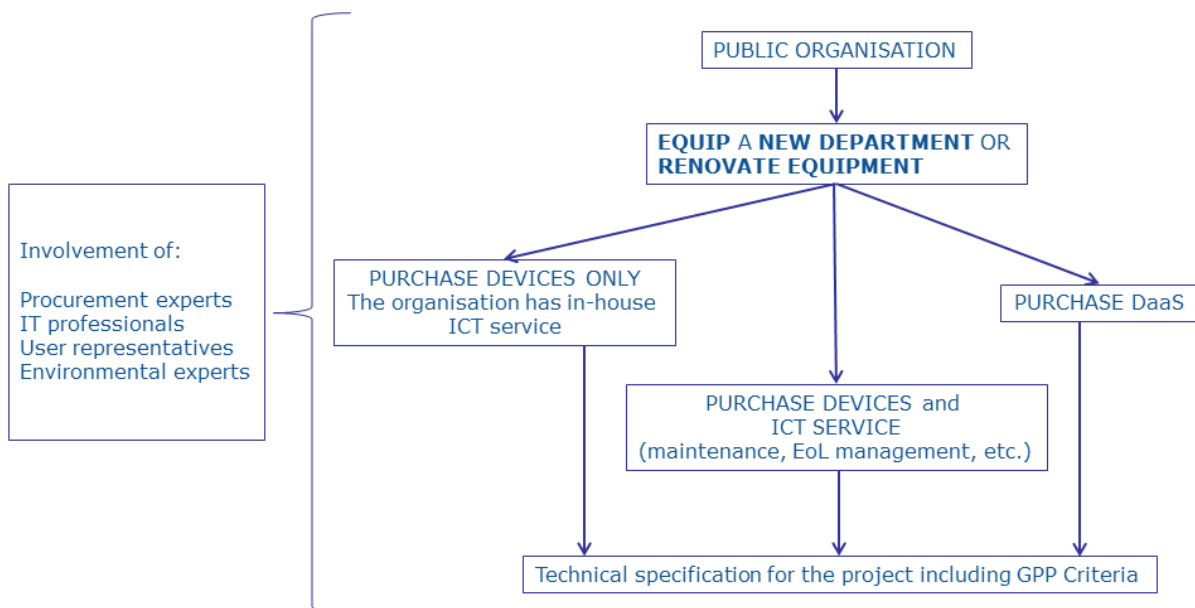 PUBLIC ORGANISATION
EQUIP A NEW DEPARTMENT OR
RENOVATE EQUIPMENT
Involvement of:
Procurement experts
IT professionals
User representatives
Environmental experts
PURCHASE DEVICES ONLY
The organisation has in-house
ICT service
PURCHASE DaaS
PURCHASE DEVICES and
ICT SERVICE
(maintenance, EoL management, etc.)
Technical specification for the project including GPP Criteria